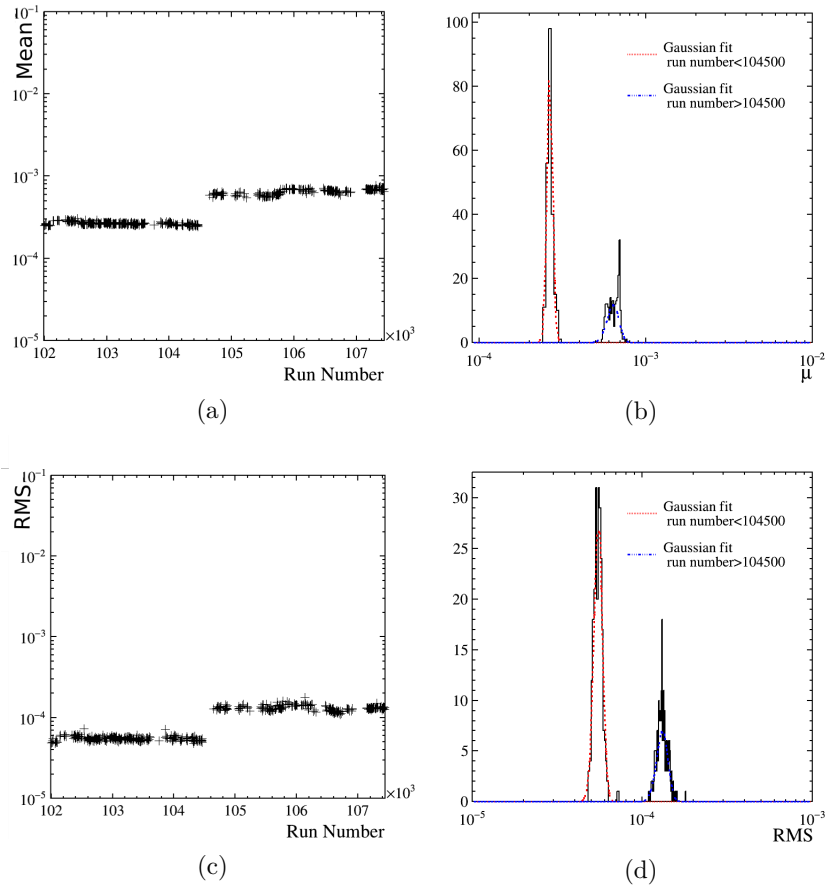 Mean
10⁻¹
10⁻²
10⁻³
10⁻⁴
10⁻⁵
102 103 104 105 106 107
×10³
Run Number
(a)
100
80
60
40
20
0
Gaussian fit
run number<104500
Gaussian fit
run number>104500
10⁻⁴ 10⁻³ 10⁻²
μ
(b)
RMS
10⁻¹
10⁻²
10⁻³
10⁻⁴
10⁻⁵
102 103 104 105 106 107
×10³
Run Number
(c)
30
25
20
15
10
5
0
Gaussian fit
run number<104500
Gaussian fit
run number>104500
10⁻⁵ 10⁻⁴ 10⁻³
RMS
(d)